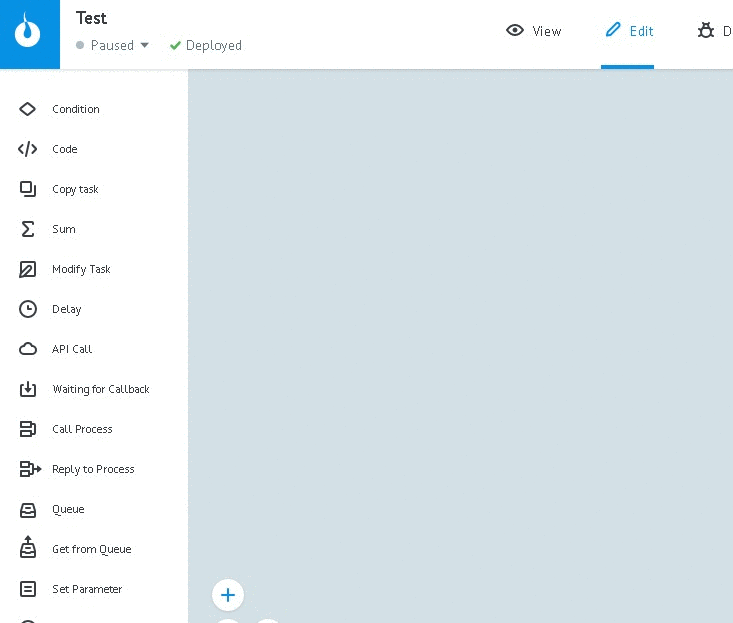 Test
Paused
Deployed
View
Edit
D
Condition
Code
Copy task
Sum
Modify Task
Delay
API Call
Waiting for Callback
Call Process
Reply to Process
Queue
Get from Queue
Set Parameter